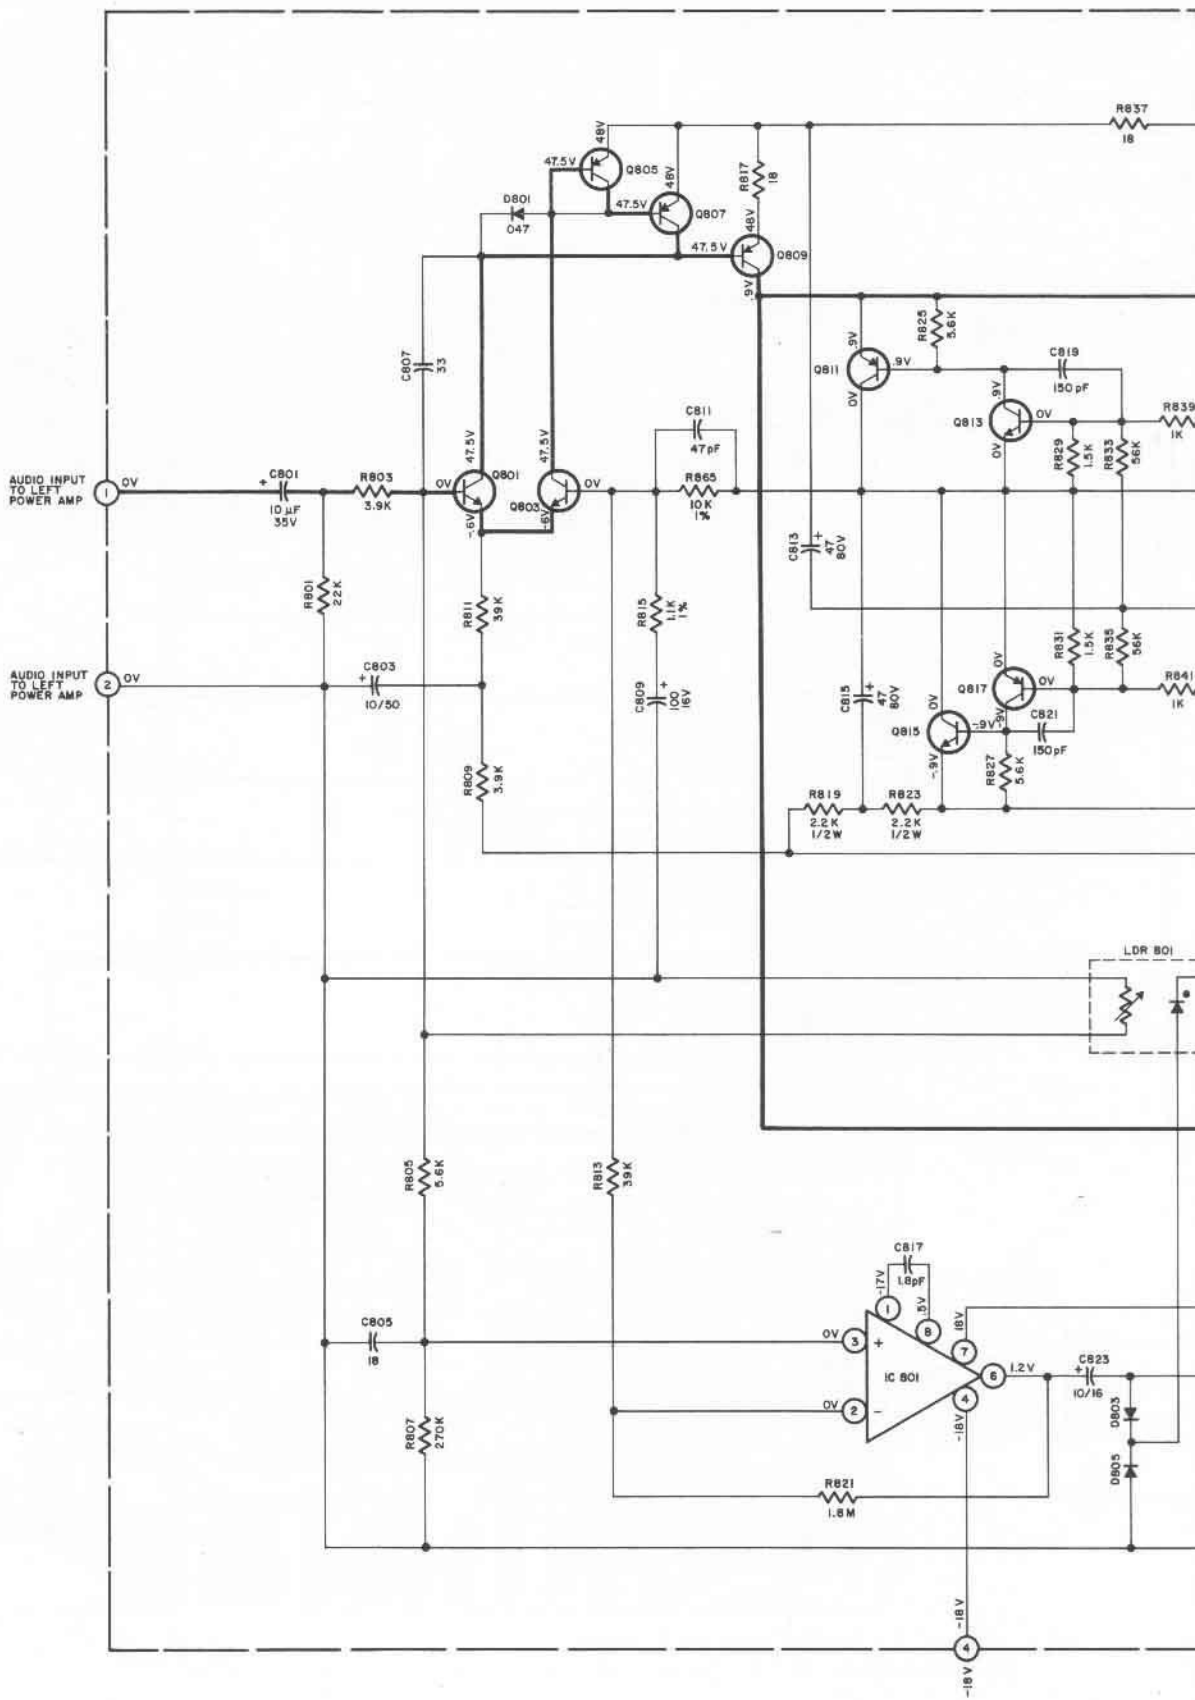 R837
18
48V
47.5V
Q805
R817
18
D801
047
48V
47.5V
Q807
48V
47.5V
Q809
.9V
R825
5.6K
C807
33
.9V
Q811
.9V
0V
C819
150pF
.9V
Q813
0V
0V
R829
1.5K
R833
56K
R839
1K
C811
47pF
47.5V
47.5V
AUDIO INPUT
TO LEFT
POWER AMP
1
0V
+
C801
10µF
35V
R803
3.9K
0V
Q801
-.6V
Q803
-.6V
0V
R865
10K
1%
C813
+
47
80V
R801
22K
R811
39K
R815
1.1K
1%
R831
1.5K
R835
56K
AUDIO INPUT
TO LEFT
POWER AMP
2
0V
+
C803
10/50
C809
+
100
16V
C815
+
47
80V
0V
Q817
0V
-.9V
R841
1K
0V
Q815
-.9V
-.9V
C821
150pF
R827
5.6K
R809
3.9K
R819
2.2K
1/2W
R823
2.2K
1/2W
LDR 801
R805
5.6K
R813
39K
C817
1.8pF
-17V
1
.5V
8
18V
7
C805
18
0V
3
+
IC 801
6
1.2V
+
C823
10/16
R807
270K
0V
2
-
4
-18V
D803
D805
R821
1.8M
-18V
4
-18V